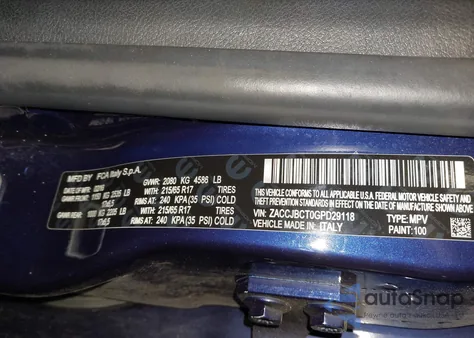 MFD BY FCA Italy S.p.A.
GVWR: 2080 KG 4586 LB
WITH 215/65 R17 TIRES
RIMS AT: 240 KPA (35 PSI) COLD
WITH 215/65 R17 TIRES
RIMS AT: 240 KPA (35 PSI) COLD
THIS VEHICLE CONFORMS TO ALL APPLICABLE U.S.A. FEDERAL MOTOR VEHICLE
SAFETY STANDARDS IN EFFECT ON THE DATE OF MANUFACTURE SHOWN ABOVE
VIN: ZACCJBCT0GPD29118 TYPE: MPV
VEHICLE MADE IN: ITALY PAINT: 100
autoSnap